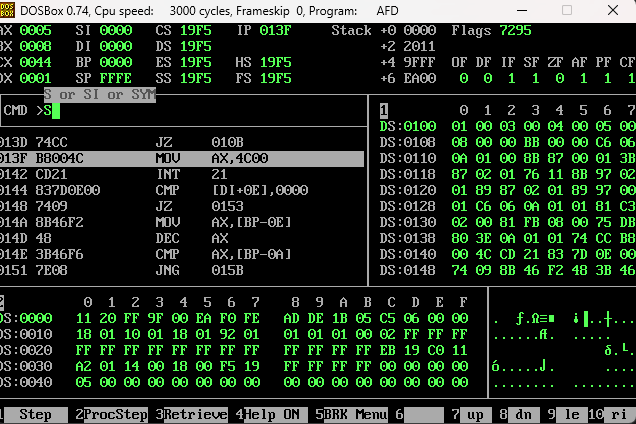 DOSBox 0.74, Cpu speed: 3000 cycles, Frameskip 0, Program: AFD
AX 0005 SI 0000 CS 19F5 IP 013F Stack +0 0000 Flags 7295
BX 0008 DI 0000 DS 19F5 +2 2011
CX 0044 BP 0000 ES 19F5 HS 19F5 +4 9FFF OF DF IF SF ZF AF PF CF
DX 0001 SP FFFE SS 19F5 FS 19F5 +6 EA00 0 0 1 1 0 1 1 1
S or SI or SYM
CMD >S
1 0 1 2 3 4 5 6 7
DS:0100 01 00 03 00 04 00 05 00
DS:0108 08 00 00 BB 00 00 C6 06
DS:0110 0A 01 00 8B 87 00 01 3B
DS:0118 87 02 01 76 11 8B 97 02
DS:0120 01 89 87 02 01 89 97 00
DS:0128 01 C6 06 0A 01 01 81 C3
DS:0130 02 00 81 FB 08 00 75 DB
DS:0138 80 3E 0A 01 01 74 CC B8
DS:0140 00 4C CD 21 83 7D 0E 00
DS:0148 74 09 8B 46 F2 48 3B 46
013D 74CC JZ 010B
013F B8004C MOV AX,4C00
0142 CD21 INT 21
0144 837D0E00 CMP [DI+0E],0000
0148 7409 JZ 0153
014A 8B46F2 MOV AX,[BP-0E]
014D 48 DEC AX
014E 3B46F6 CMP AX,[BP-0A]
0151 7E08 JNG 015B
2 0 1 2 3 4 5 6 7 8 9 A B C D E F
DS:0000 11 20 FF 9F 00 EA F0 FE AD DE 1B 05 C5 06 00 00
DS:0010 18 01 10 01 18 01 92 01 01 01 01 00 02 FF FF FF
DS:0020 FF FF FF FF FF FF FF FF FF FF FF FF EB 19 C0 11
DS:0030 A2 01 14 00 18 00 F5 19 FF FF FF FF 00 00 00 00
DS:0040 05 00 00 00 00 00 00 00 00 00 00 00 00 00 00 00
1 Step 2ProcStep 3Retrieve 4Help ON 5BRK Menu 6 7 up 8 dn 9 le 10 ri